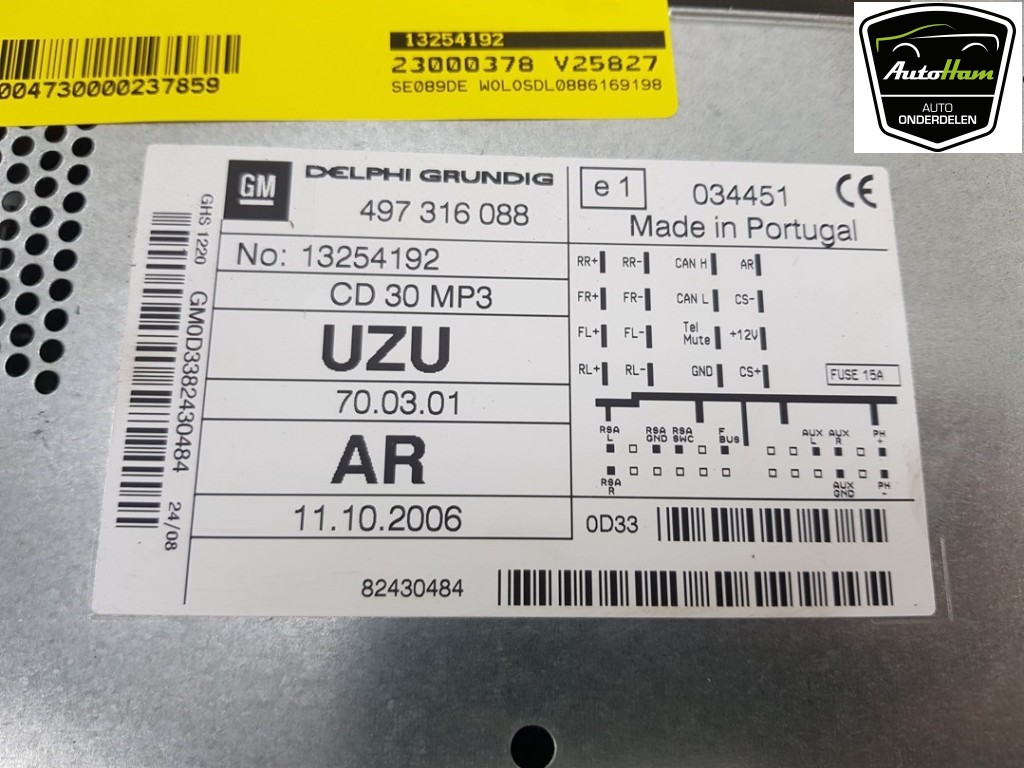 0047300000237859
13254192
23000378 V25827
SE089DE W0L0SDL0886169198
AutoHam
AUTO
ONDERDELEN
GM
DELPHI GRUNDIG
497 316 088
No: 13254192
CD 30 MP3
UZU
70.03.01
AR
11.10.2006
82430484
GHS 1220
GM0D3382430484
24/08
e 1
034451
CE
Made in Portugal
RR+ RR- CAN H AR
FR+ FR- CAN L CS-
FL+ FL- Tel Mute +12V
RL+ RL- GND CS+
FUSE 15A
RSA L RSA GND RSA SWC F BUS AUX L AUX R PH +
RSA R AUX GND PH -
0D33